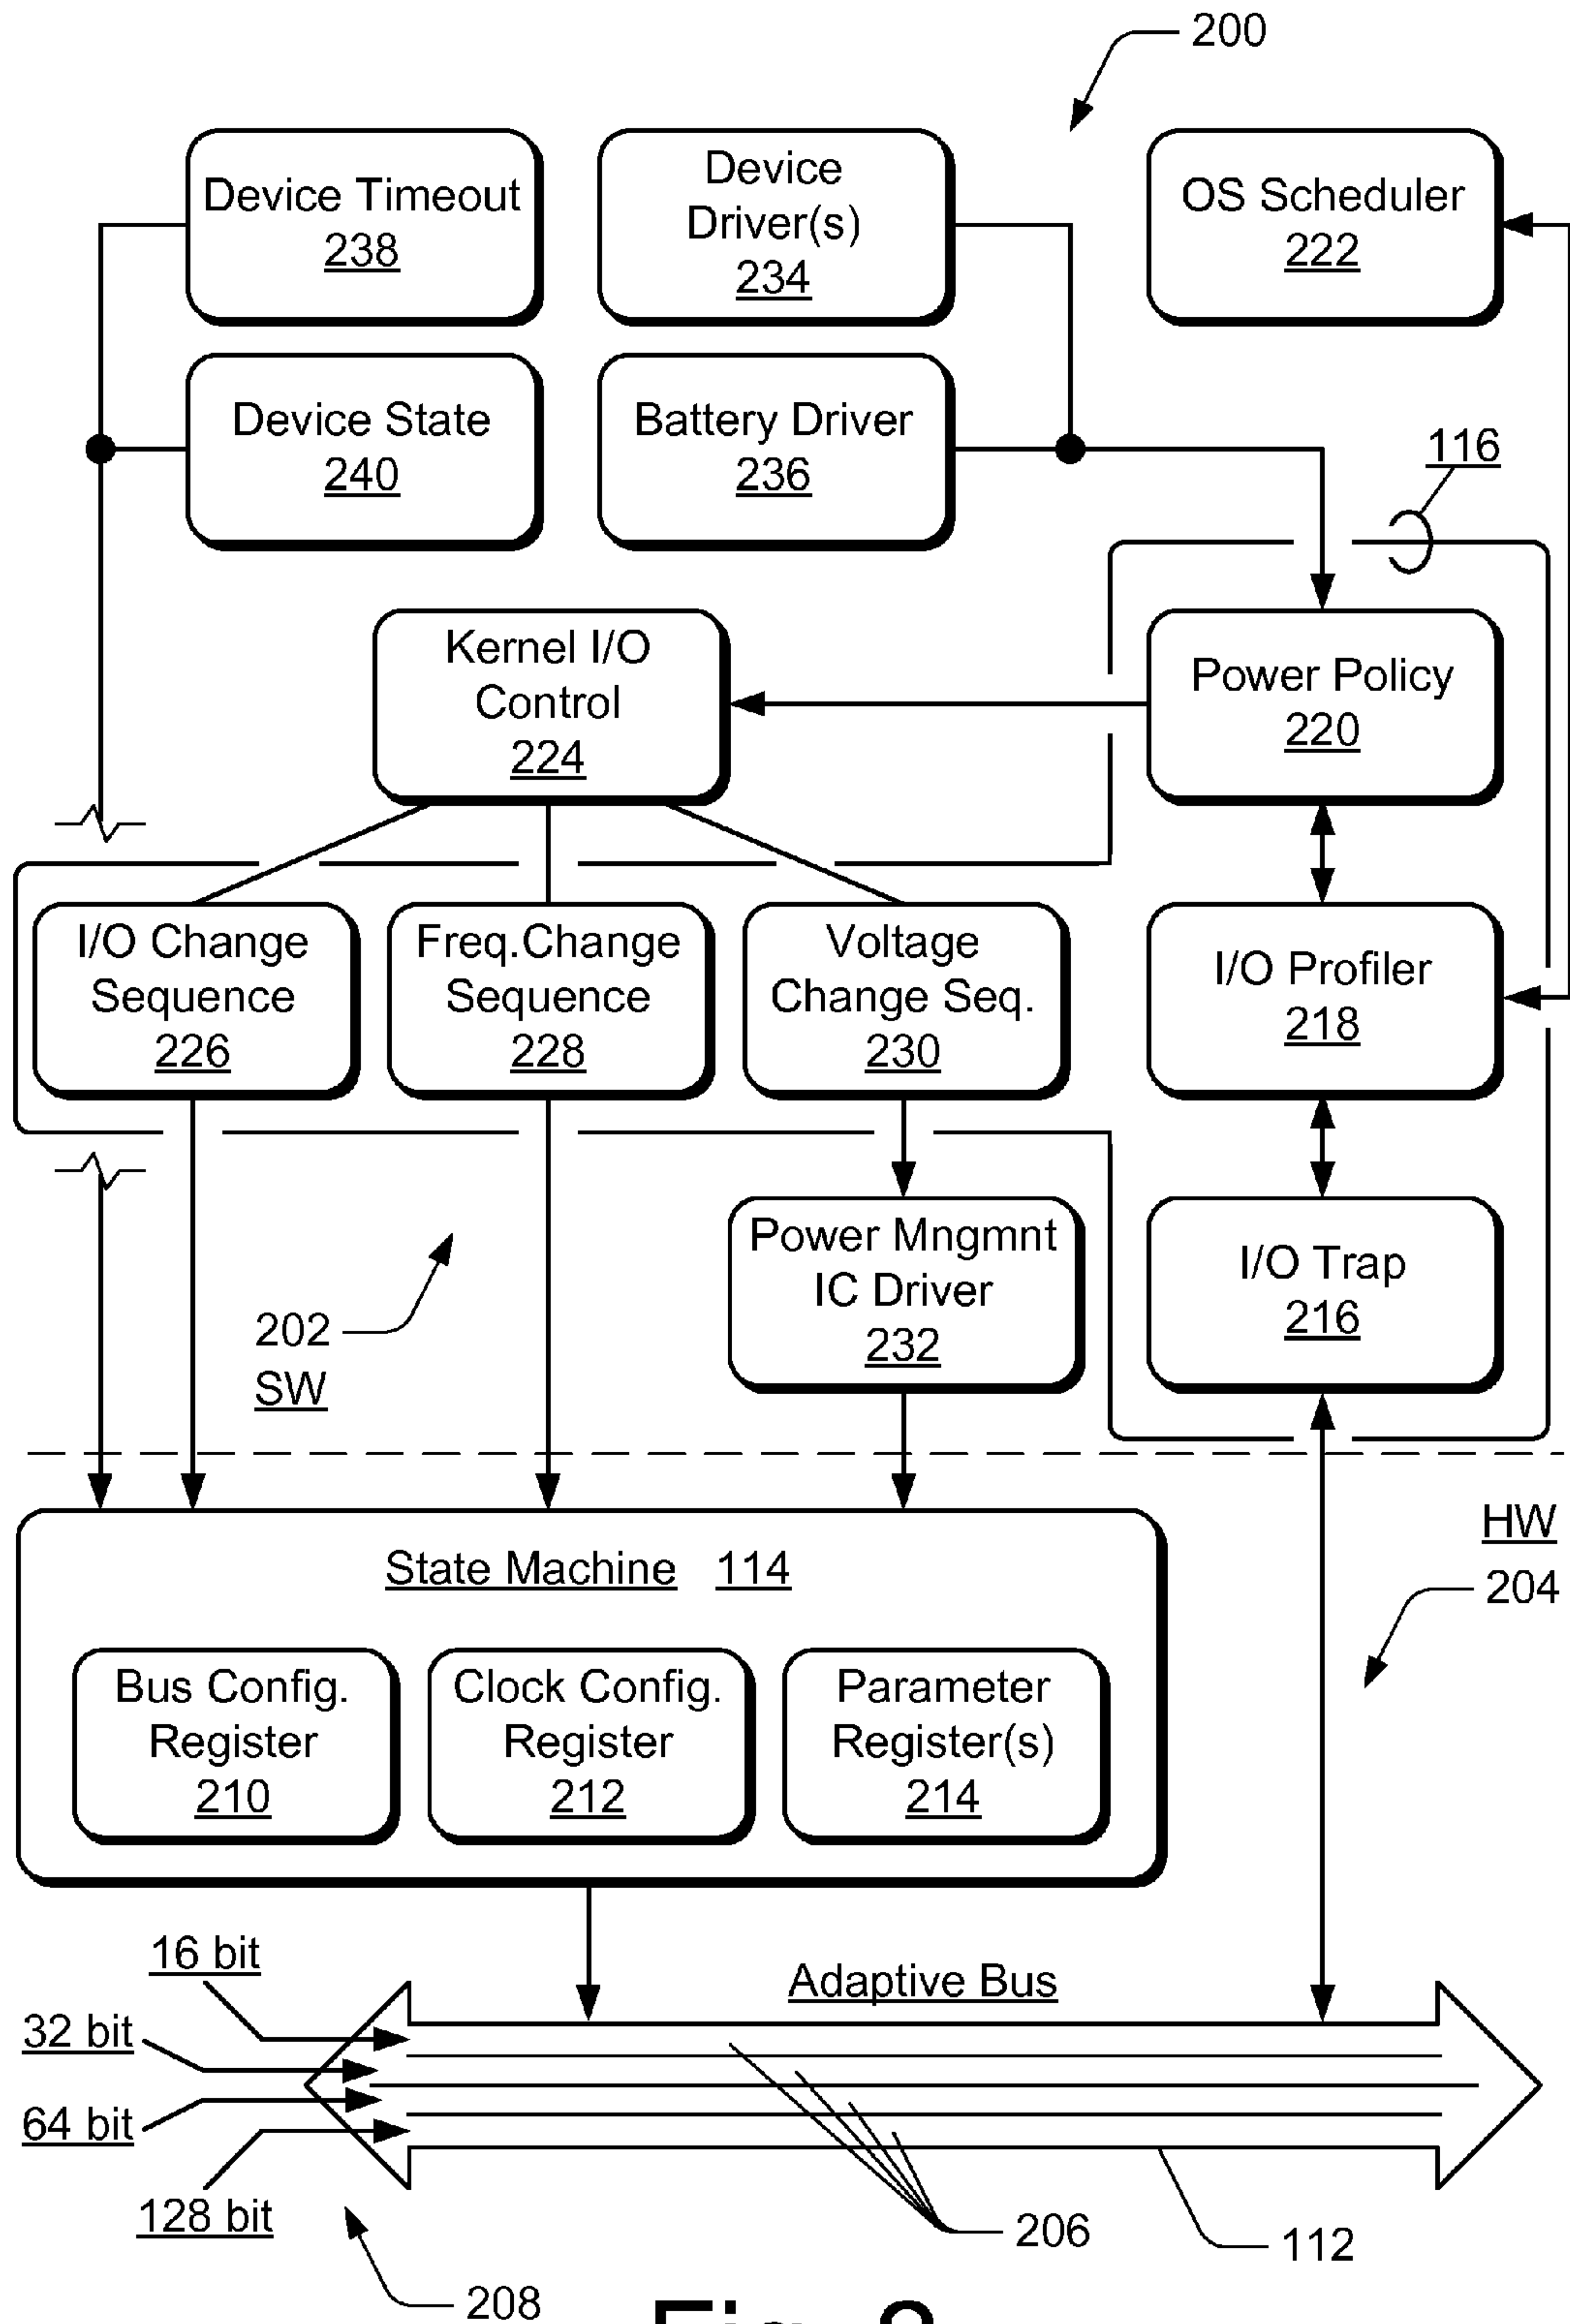 200
Device Timeout
238
Device
Driver(s)
234
OS Scheduler
222
Device State
240
Battery Driver
236
116
Kernel I/O
Control
224
Power Policy
220
I/O Change
Sequence
226
Freq.Change
Sequence
228
Voltage
Change Seq.
230
I/O Profiler
218
Power Mngmnt
IC Driver
232
I/O Trap
216
202
SW
HW
204
State Machine 114
Bus Config.
Register
210
Clock Config.
Register
212
Parameter
Register(s)
214
16 bit
32 bit
64 bit
128 bit
Adaptive Bus
206
112
208